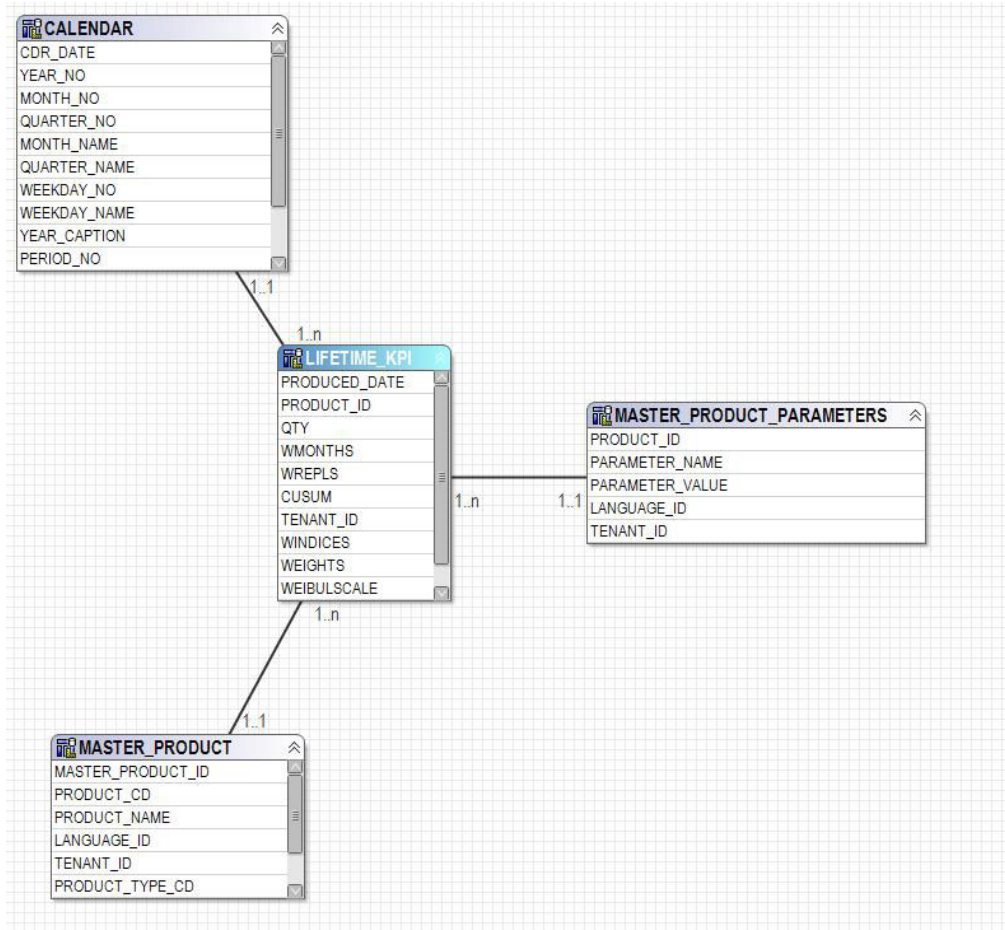 CALENDAR
CDR_DATE
YEAR_NO
MONTH_NO
QUARTER_NO
MONTH_NAME
QUARTER_NAME
WEEKDAY_NO
WEEKDAY_NAME
YEAR_CAPTION
PERIOD_NO
1..1
1..n
LIFETIME_KPI
PRODUCED_DATE
PRODUCT_ID
QTY
WMONTHS
WREPLS
CUSUM
TENANT_ID
WINDICES
WEIGHTS
WEIBULSCALE
1..n
1..1
MASTER_PRODUCT_PARAMETERS
PRODUCT_ID
PARAMETER_NAME
PARAMETER_VALUE
LANGUAGE_ID
TENANT_ID
1..n
1..1
MASTER_PRODUCT
MASTER_PRODUCT_ID
PRODUCT_CD
PRODUCT_NAME
LANGUAGE_ID
TENANT_ID
PRODUCT_TYPE_CD